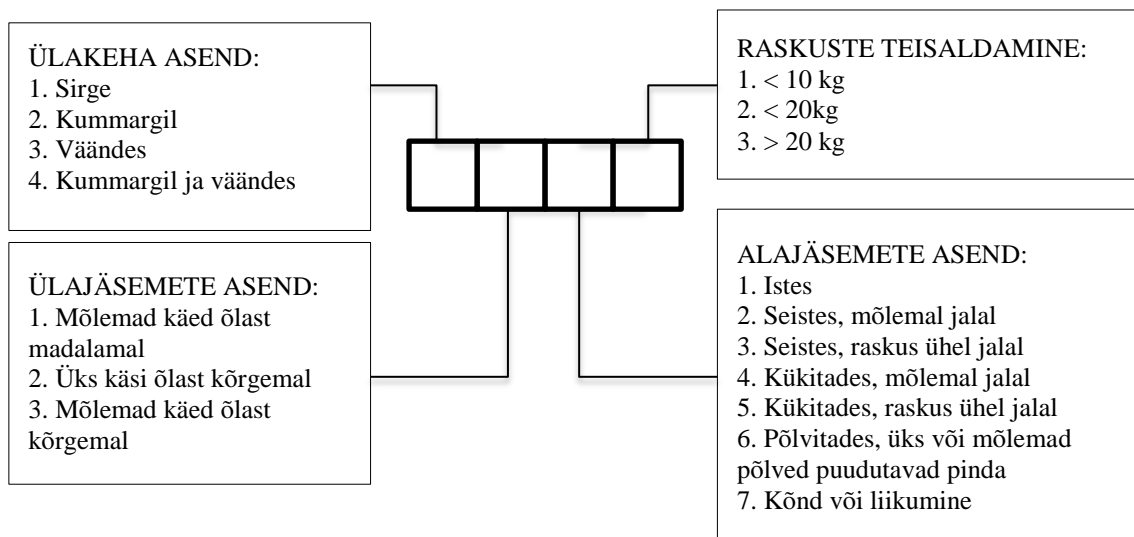 ÜLAKEHA ASEND:
1. Sirge
2. Kummargil
3. Väändes
4. Kummargil ja väändes
RASKUSTE TEISALDAMINE:
1. < 10 kg
2. < 20kg
3. > 20 kg
ÜLAJÄSEMETE ASEND:
1. Mõlemad käed õlast
madalamal
2. Üks käsi õlast kõrgemal
3. Mõlemad käed õlast
kõrgemal
ALAJÄSEMETE ASEND:
1. Istes
2. Seistes, mõlemal jalal
3. Seistes, raskus ühel jalal
4. Kükitades, mõlemal jalal
5. Kükitades, raskus ühel jalal
6. Põlvitades, üks või mõlemad
põlved puudutavad pinda
7. Kõnd või liikumine